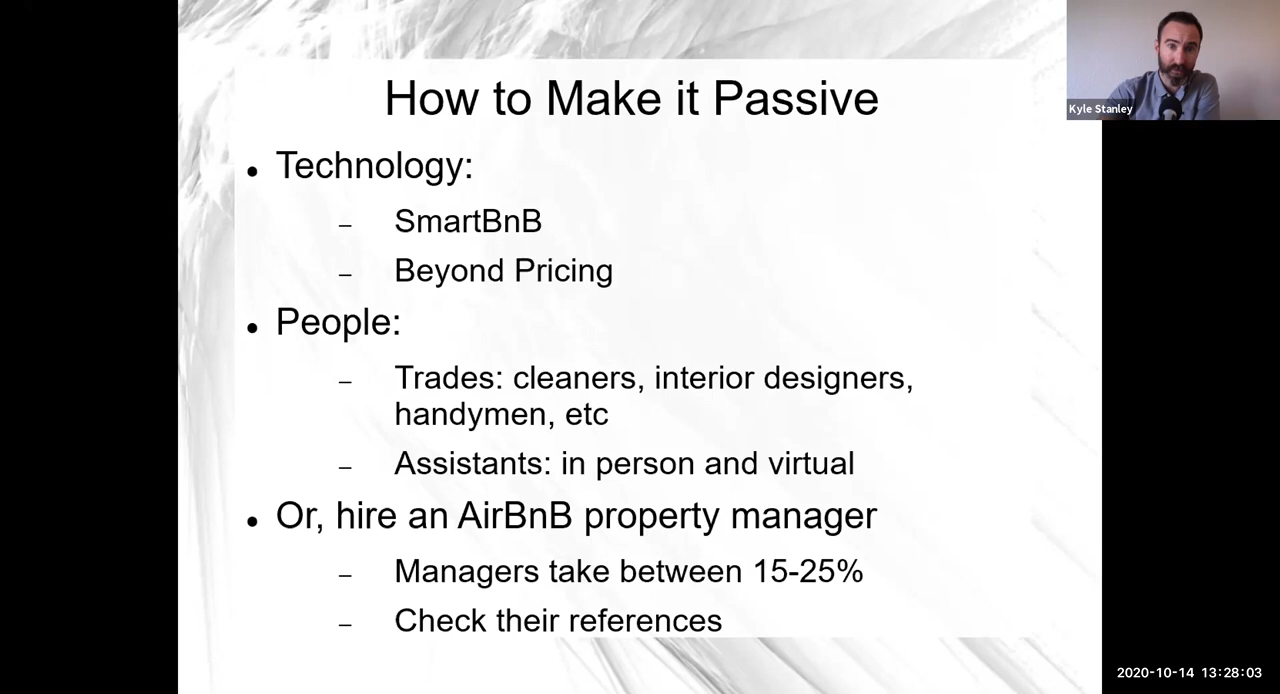 How to Make it Passive
• Technology:
– SmartBnB
– Beyond Pricing
• People:
– Trades: cleaners, interior designers,
handymen, etc
– Assistants: in person and virtual
• Or, hire an AirBnB property manager
– Managers take between 15-25%
– Check their references
Kyle Stanley
2020-10-14 13:28:03